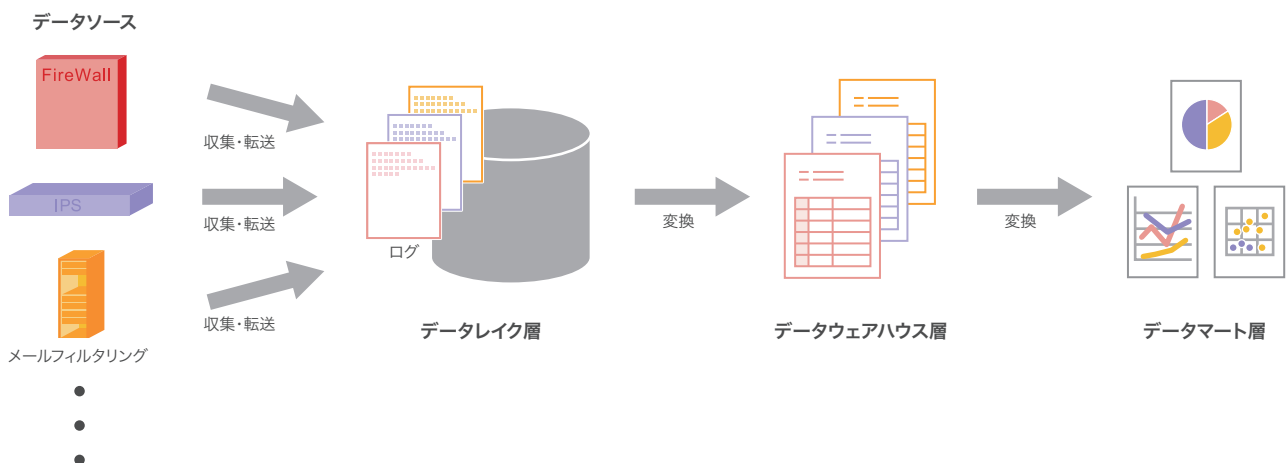 データソース
FireWall
収集・転送
IPS
収集・転送
メールフィルタリング
収集・転送
ログ
データレイク層
変換
データウェアハウス層
変換
データマート層